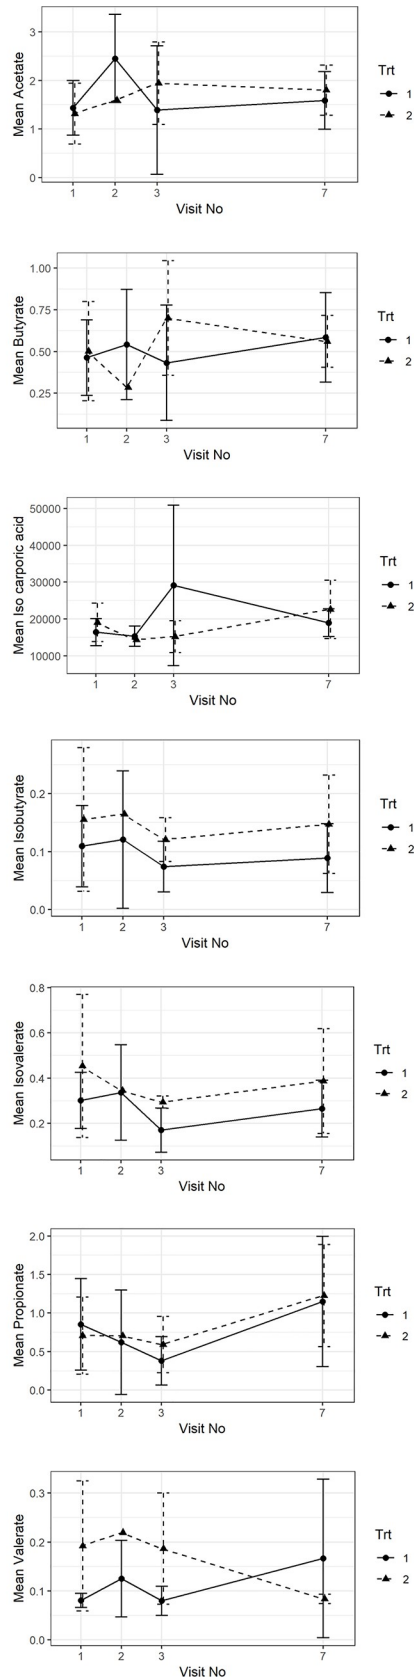 Mean Acetate
3
2
1
0
1 2 3 7
Visit No
Trt
1
2
Mean Butyrate
1.00
0.75
0.50
0.25
1 2 3 7
Visit No
Trt
1
2
Mean Iso carporic acid
50000
40000
30000
20000
10000
1 2 3 7
Visit No
Trt
1
2
Mean Isobutyrate
0.2
0.1
0.0
1 2 3 7
Visit No
Trt
1
2
Mean Isovalerate
0.8
0.6
0.4
0.2
1 2 3 7
Visit No
Trt
1
2
Mean Propionate
2.0
1.5
1.0
0.5
0.0
1 2 3 7
Visit No
Trt
1
2
Mean Valerate
0.3
0.2
0.1
0.0
1 2 3 7
Visit No
Trt
1
2